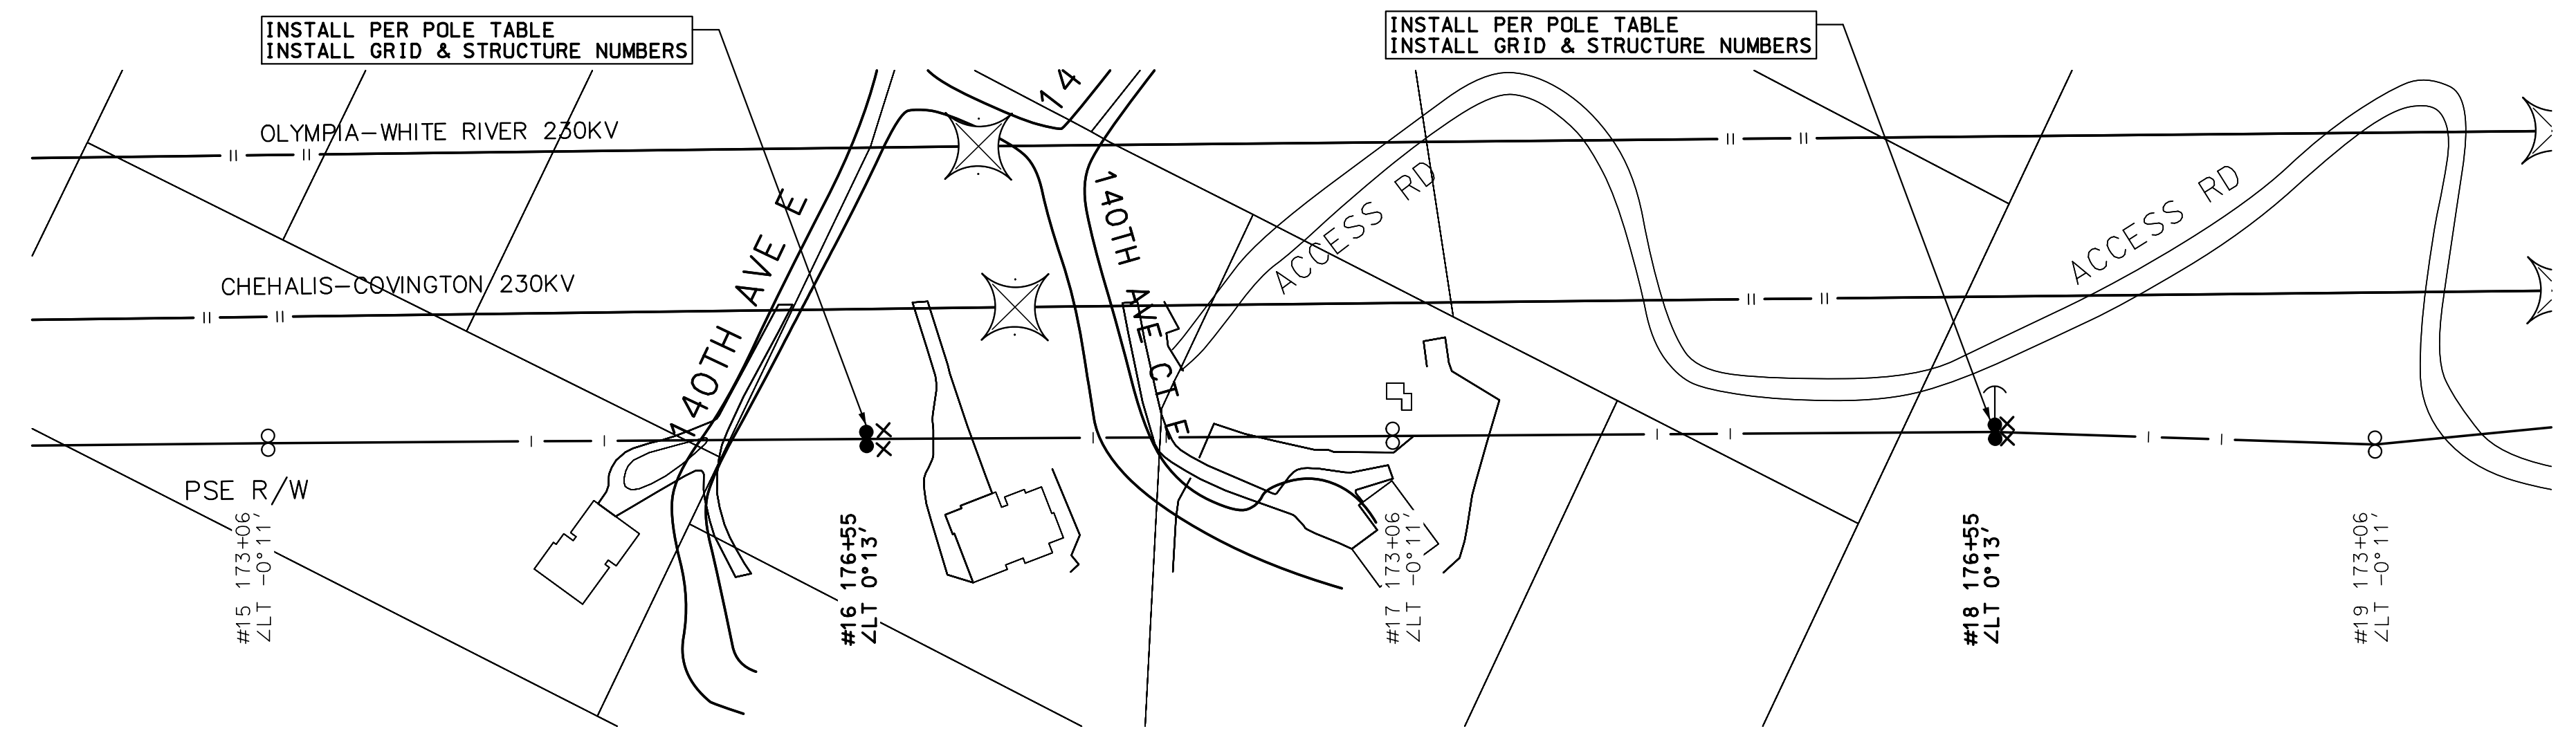 INSTALL PER POLE TABLE
INSTALL GRID & STRUCTURE NUMBERS
INSTALL PER POLE TABLE
INSTALL GRID & STRUCTURE NUMBERS
14
OLYMPIA-WHITE RIVER 230KV
CHEHALIS-COVINGTON 230KV
140TH AVE E
140TH AVE CT E
ACCESS RD
ACCESS RD
PSE R/W
#15 173+06
∠LT -0°11'
#16 176+55
∠LT 0°13'
#17 173+06
∠LT -0°11'
#18 176+55
∠LT 0°13'
#19 173+06
∠LT -0°11'